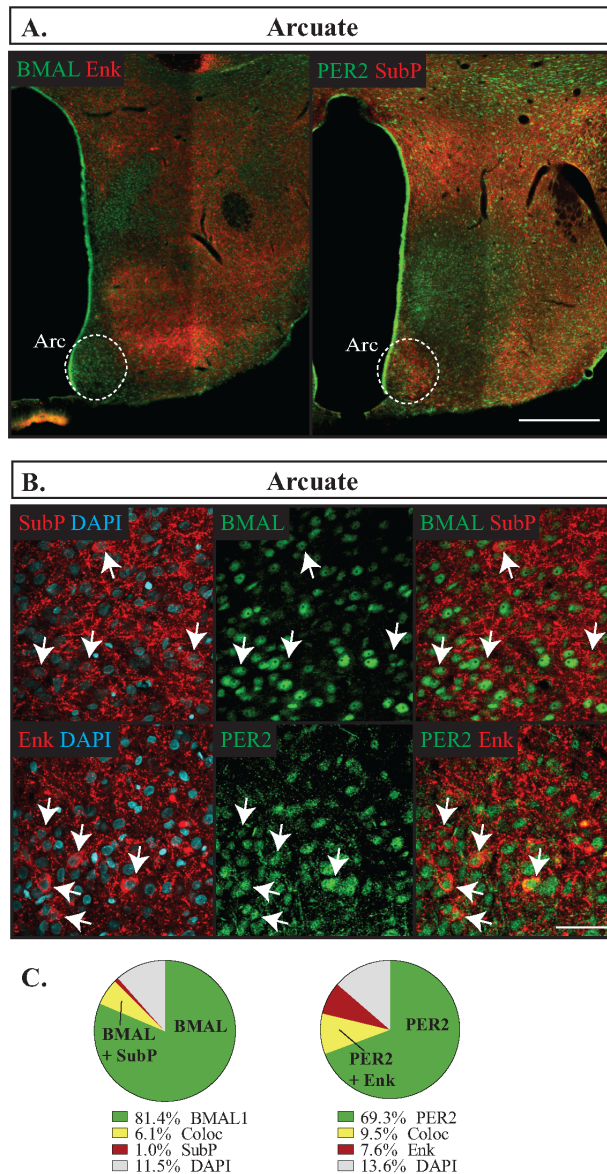 Arcuate
A.
BMAL Enk
PER2 SubP
Arc
Arc
Arcuate
B.
SubP DAPI
BMAL
BMAL SubP
Enk DAPI
PER2
PER2 Enk
C.
BMAL
BMAL
+ SubP
PER2
PER2
+ Enk
81.4% BMAL1
6.1% Coloc
1.0% SubP
11.5% DAPI
69.3% PER2
9.5% Coloc
7.6% Enk
13.6% DAPI